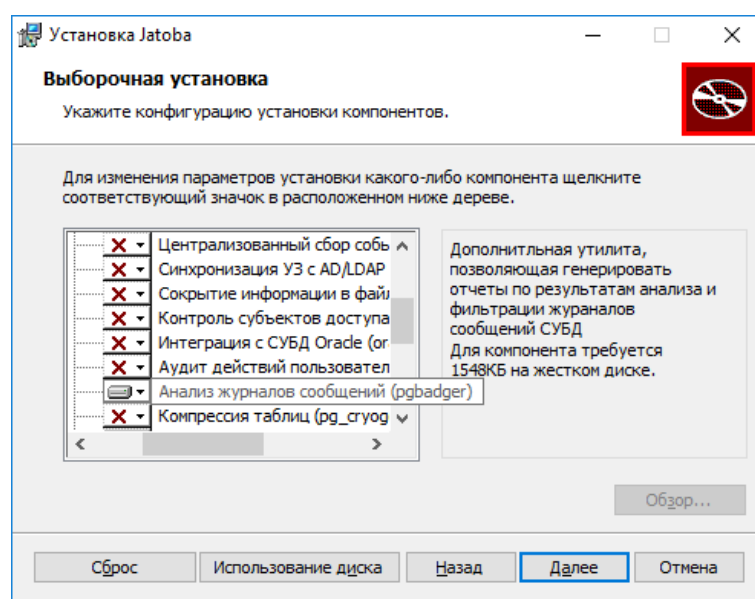 Установка Jatoba
Выборочная установка
Укажите конфигурацию установки компонентов.
Для изменения параметров установки какого-либо компонента щелкните
соответствующий значок в расположенном ниже дереве.
Централизованный сбор собь
Синхронизация УЗ с AD/LDAP
Сокрытие информации в файл
Контроль субъектов доступа
Интеграция с СУБД Oracle (or
Аудит действий пользовател
Анализ журналов сообщений (pgbadger)
Компрессия таблиц (pg_cryog
Дополнитльная утилита,
позволяющая генерировать
отчеты по результатам анализа и
фильтрации жураналов
сообщений СУБД
Для компонента требуется
1548КБ на жестком диске.
Обзор...
Сброс
Использование диска
Назад
Далее
Отмена